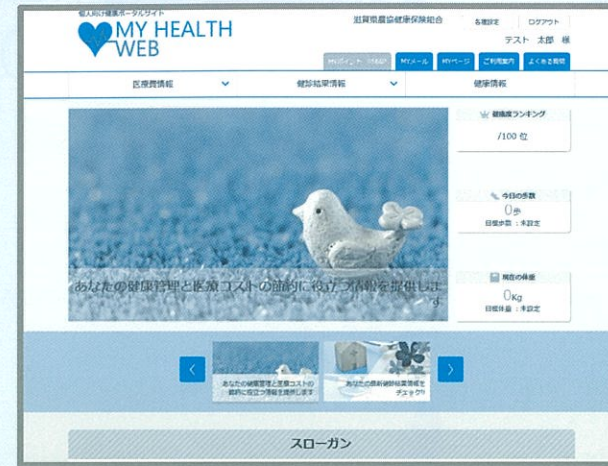 個人向け健康ポータルサイト
MY HEALTH
WEB
滋賀県農協健康保険組合
各種設定
ログアウト
テスト 太郎 様
MYポイント
MYメール
MYページ
ご利用案内
よくある質問
医療費情報
健診結果情報
健康情報
健康度ランキング
/100 位
今日の歩数
0歩
目標歩数 : 未設定
現在の体重
0Kg
目標体重 : 未設定
あなたの健康管理と医療コストの節約に役立つ情報を提供しま
す
あなたの健康管理と医療コストの
節約に役立つ情報を提供します
あなたの最新健診結果情報を
チェック!!
スローガン